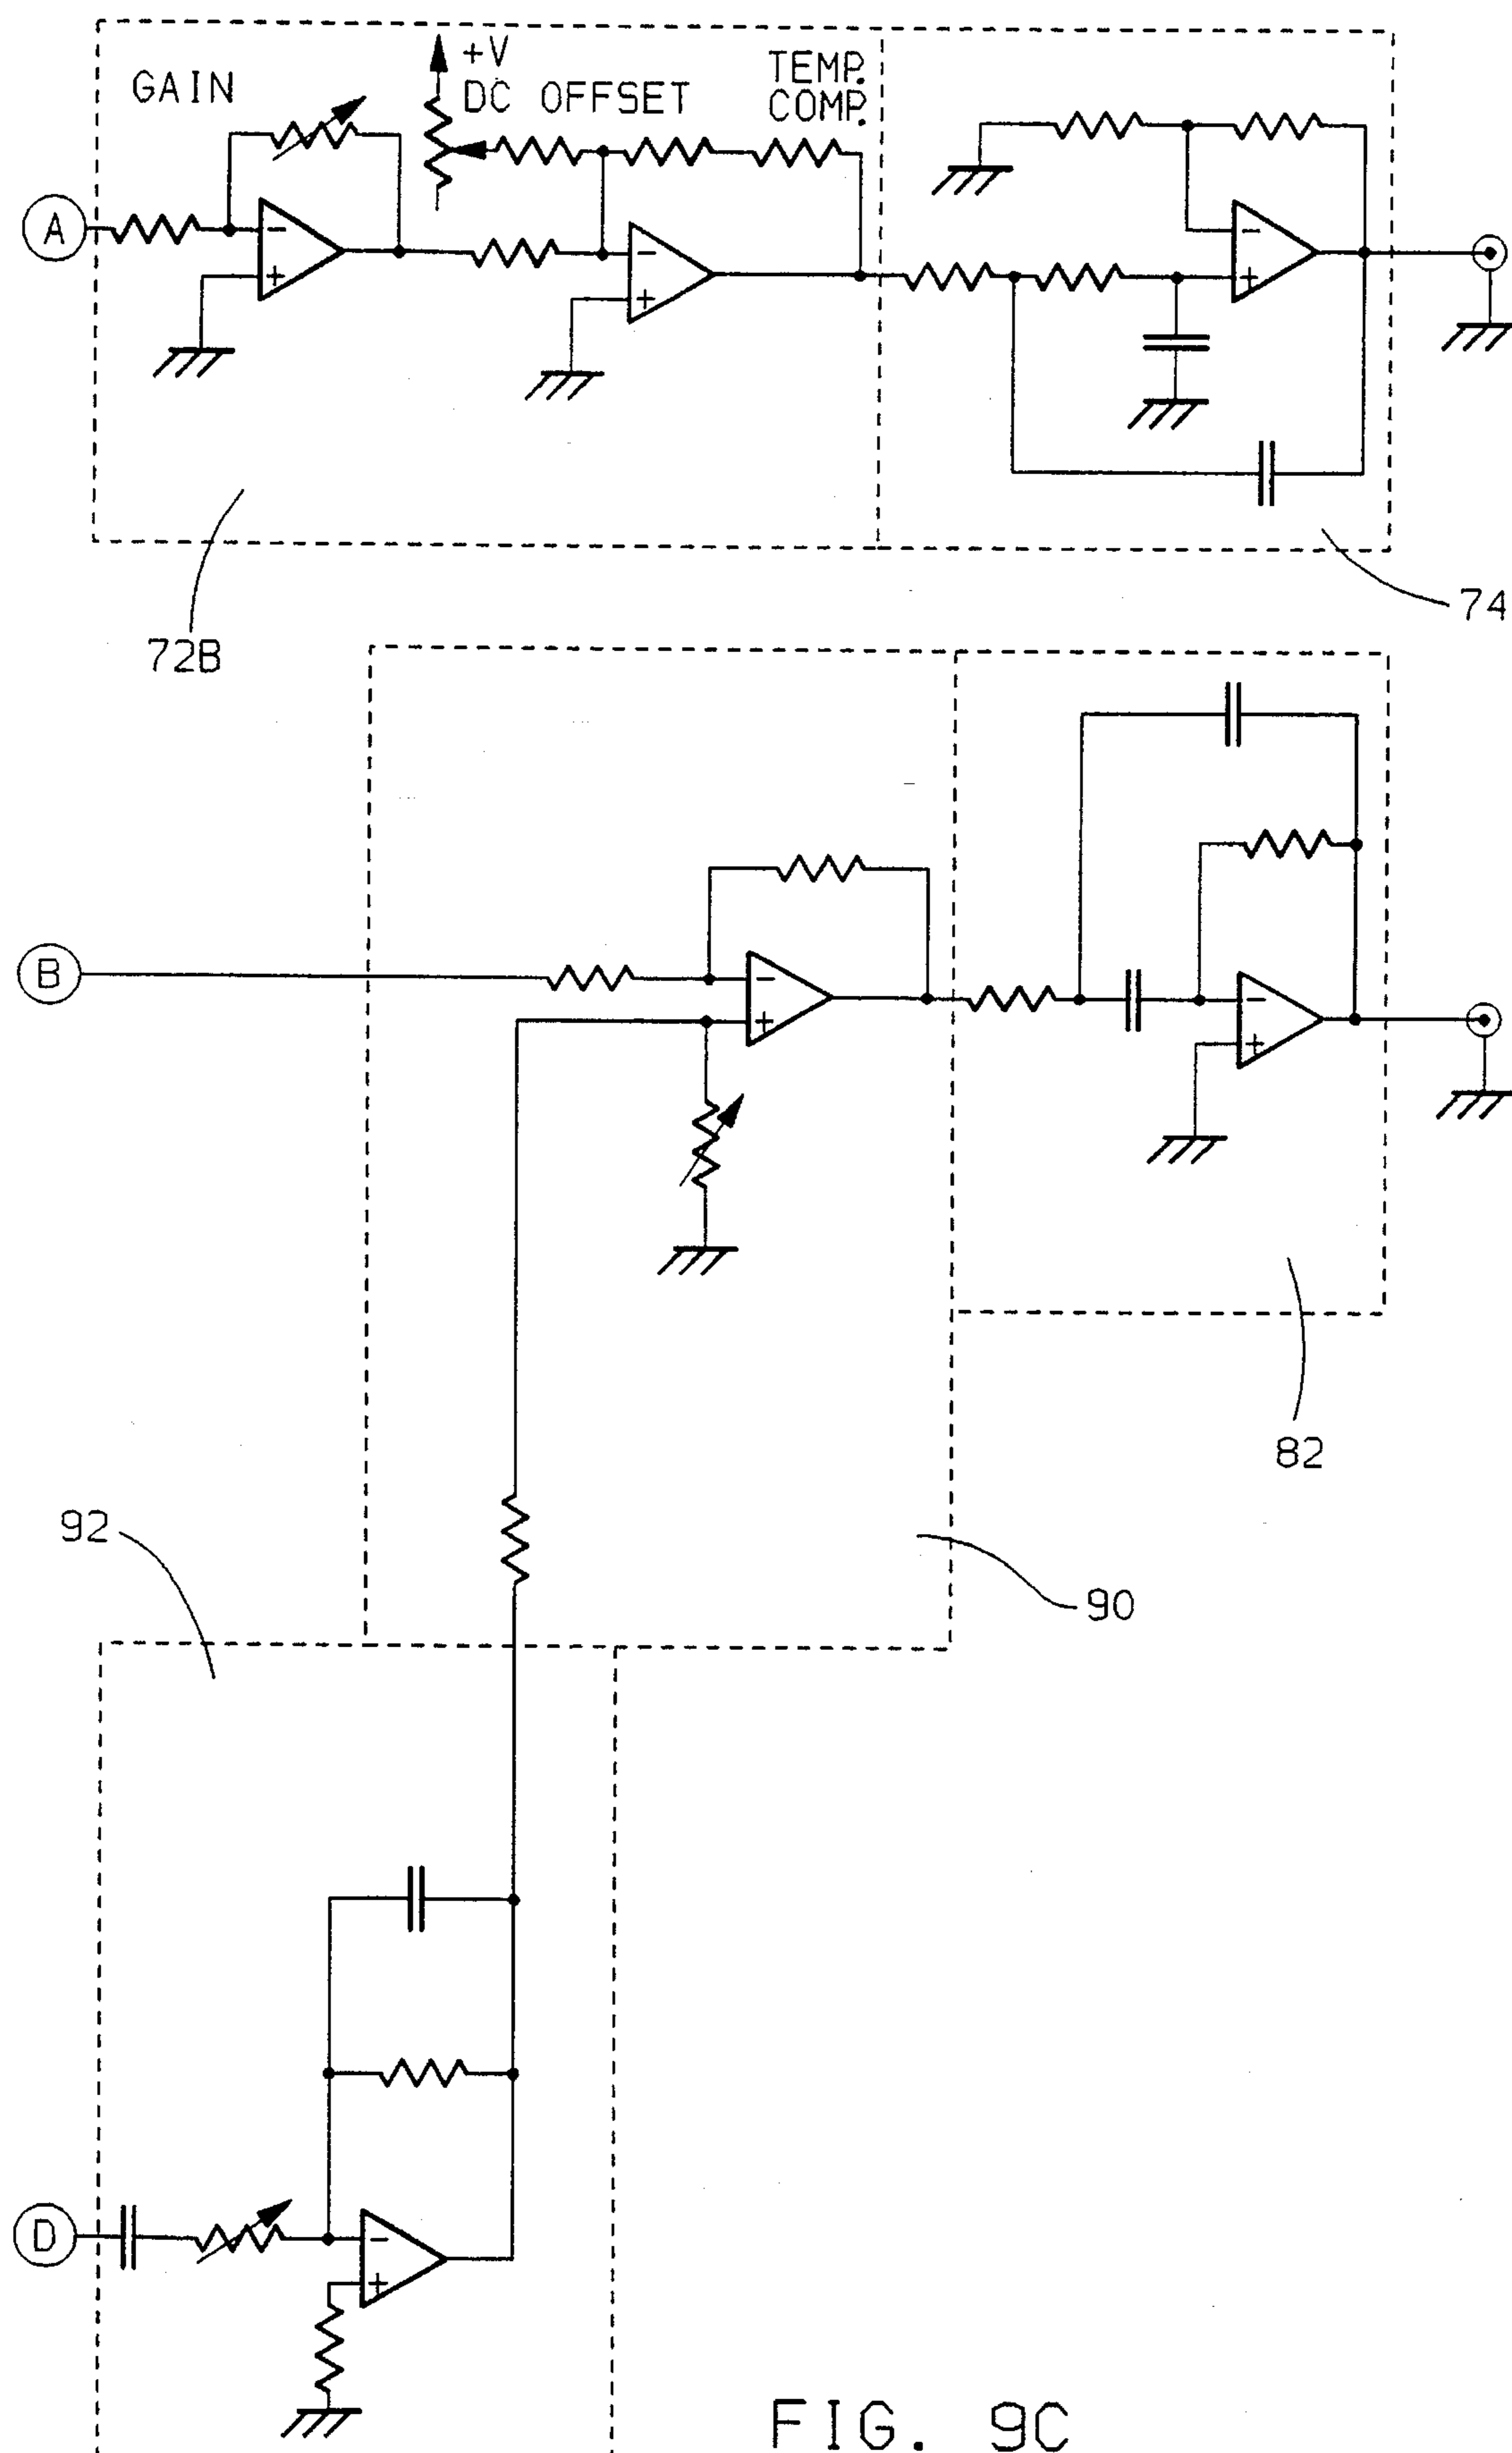 GAIN
+V
DC OFFSET
TEMP.
COMP.
A
-
+
-
+
-
+
72B
74
B
-
+
-
+
82
92
90
D
-
+
FIG. 9C